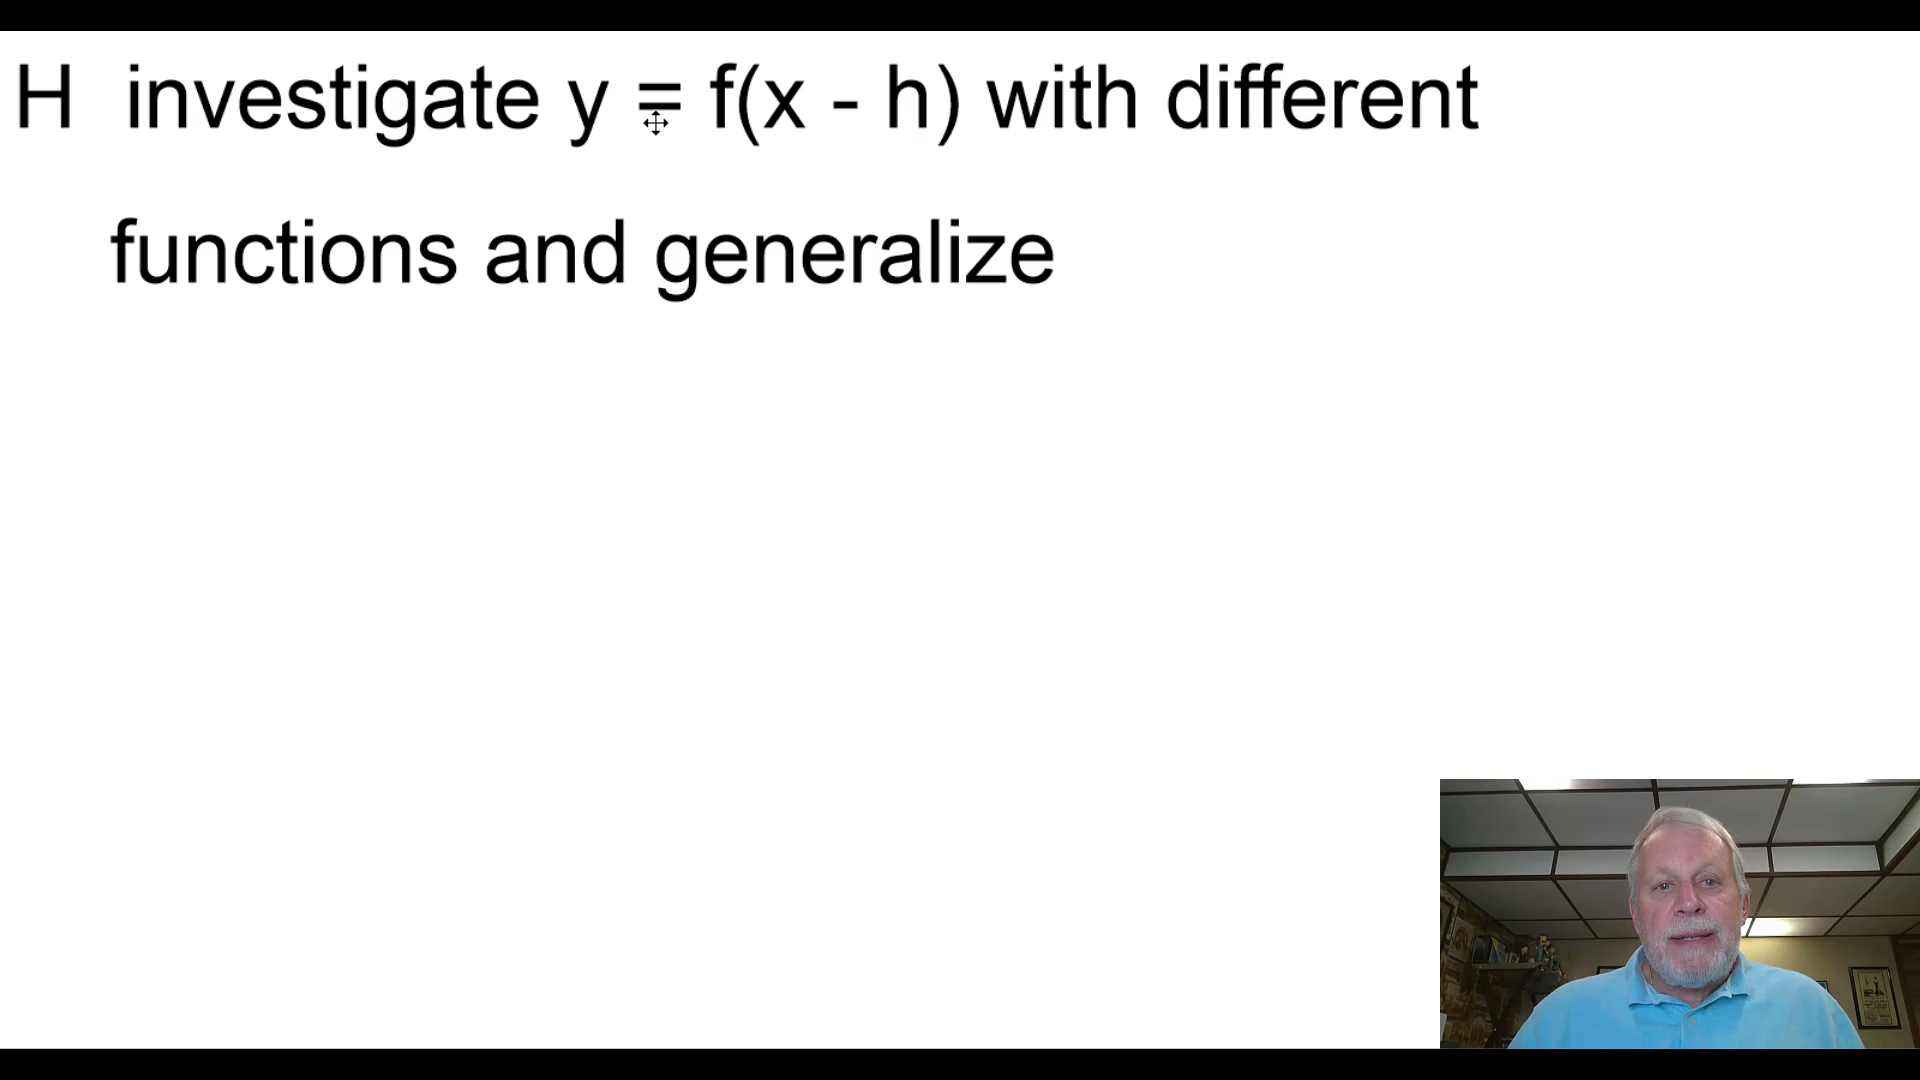 H investigate y = f(x - h) with different
functions and generalize